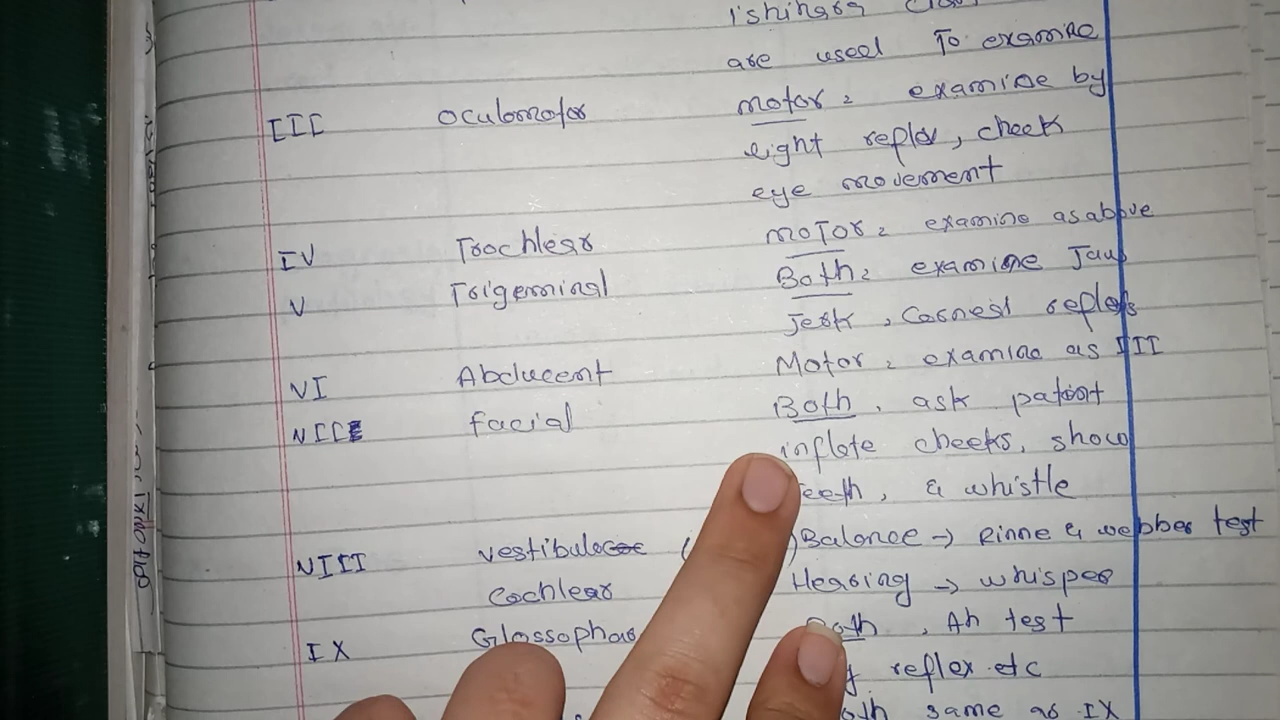 Ishihara
are used To examine
III Oculomotor motor : examine by
light reflex, check
eye movement
IV Trochlear MOTOR : examine as above
V Trigeminal Both : examine Jaw
Jerk, Corneal reflex
VI Abducent Motor : examine as III
VII facial Both, ask patient
inflate cheeks, show
teeth, & whistle
VIII vestibulo ( ) Balance → Rinne & webber test
Cochlear Hearing → whisper
IX Glossophar Both, Ah test
reflex etc
same as IX